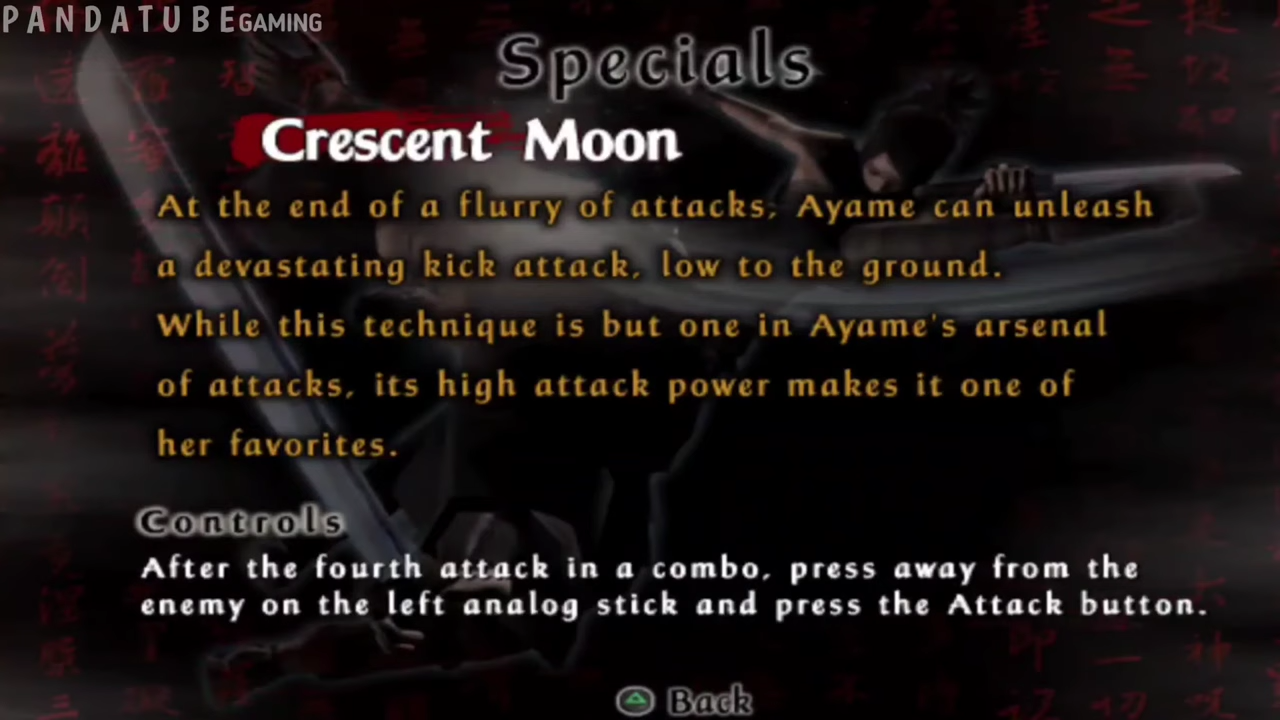 PANDATUBEGAMING
Specials
Crescent Moon
At the end of a flurry of attacks, Ayame can unleash
a devastating kick attack, low to the ground.
While this technique is but one in Ayame's arsenal
of attacks, its high attack power makes it one of
her favorites.
Controls
After the fourth attack in a combo, press away from the
enemy on the left analog stick and press the Attack button.
Back